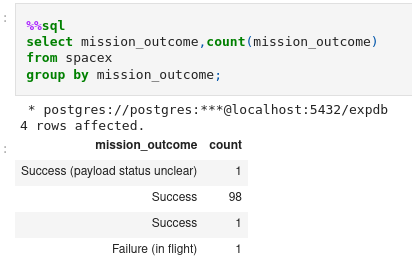 %%sql
select mission_outcome,count(mission_outcome)
from spacex
group by mission_outcome;
* postgres://postgres:***@localhost:5432/expdb
4 rows affected.
mission_outcome count
Success (payload status unclear) 1
Success 98
Success 1
Failure (in flight) 1